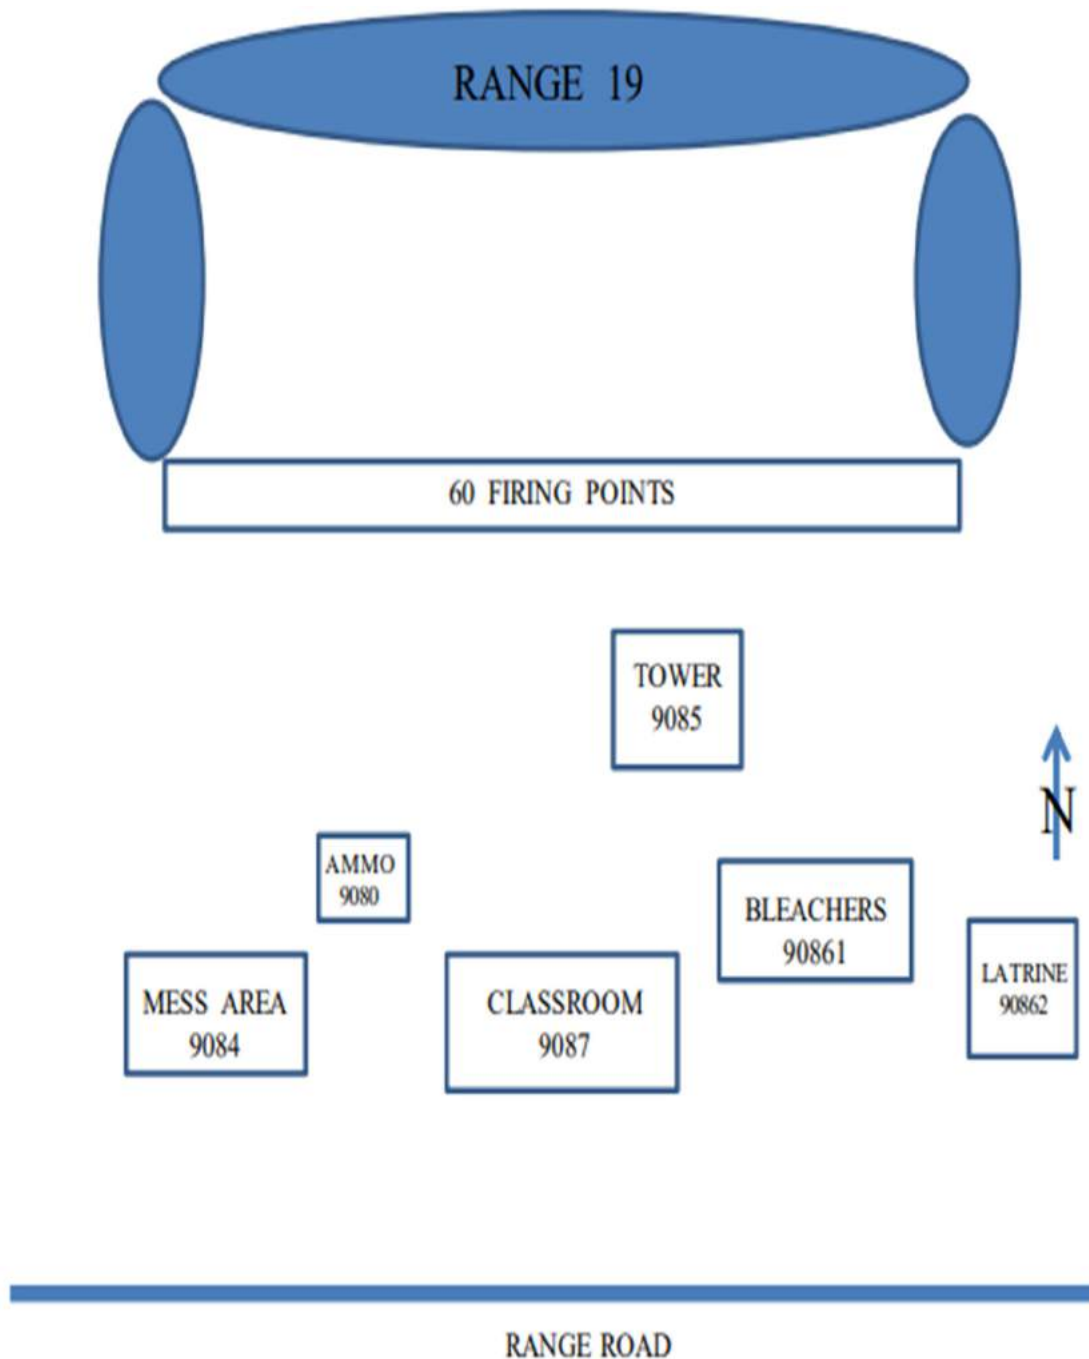 RANGE 19
60 FIRING POINTS
TOWER
9085
N
AMMO
9080
BLEACHERS
90861
LATRINE
90862
MESS AREA
9084
CLASSROOM
9087
RANGE ROAD